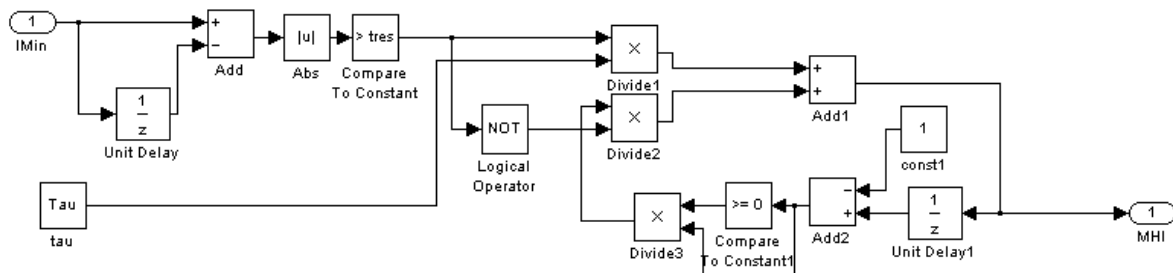 1
IMin
+
−
Add
|u|
Abs
> tres
Compare
To Constant
1
z
Unit Delay
×
Divide1
NOT
Logical
Operator
×
Divide2
+
+
Add1
1
const1
Tau
tau
×
Divide3
>= 0
Compare
To Constant1
−
+
Add2
1
z
Unit Delay1
1
MHI